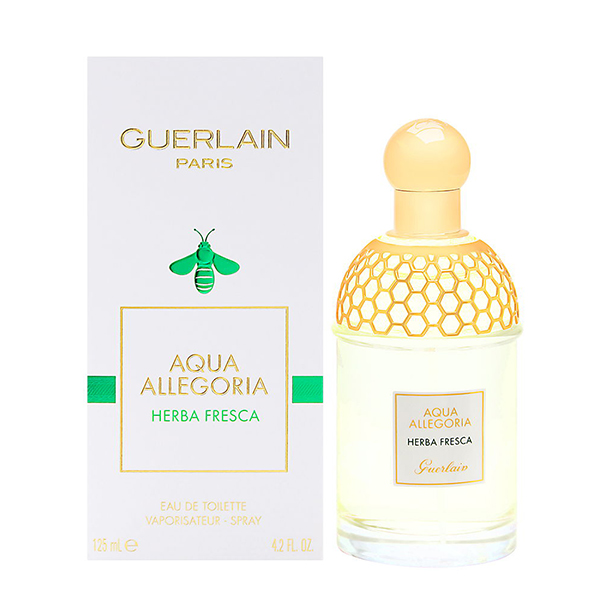 GUERLAIN
PARIS
AQUA
ALLEGORIA
HERBA FRESCA
EAU DE TOILETTE
VAPORISATEUR - SPRAY
125 mL ℮ 4.2 FL. OZ.
AQUA
ALLEGORIA
HERBA FRESCA
Guerlain